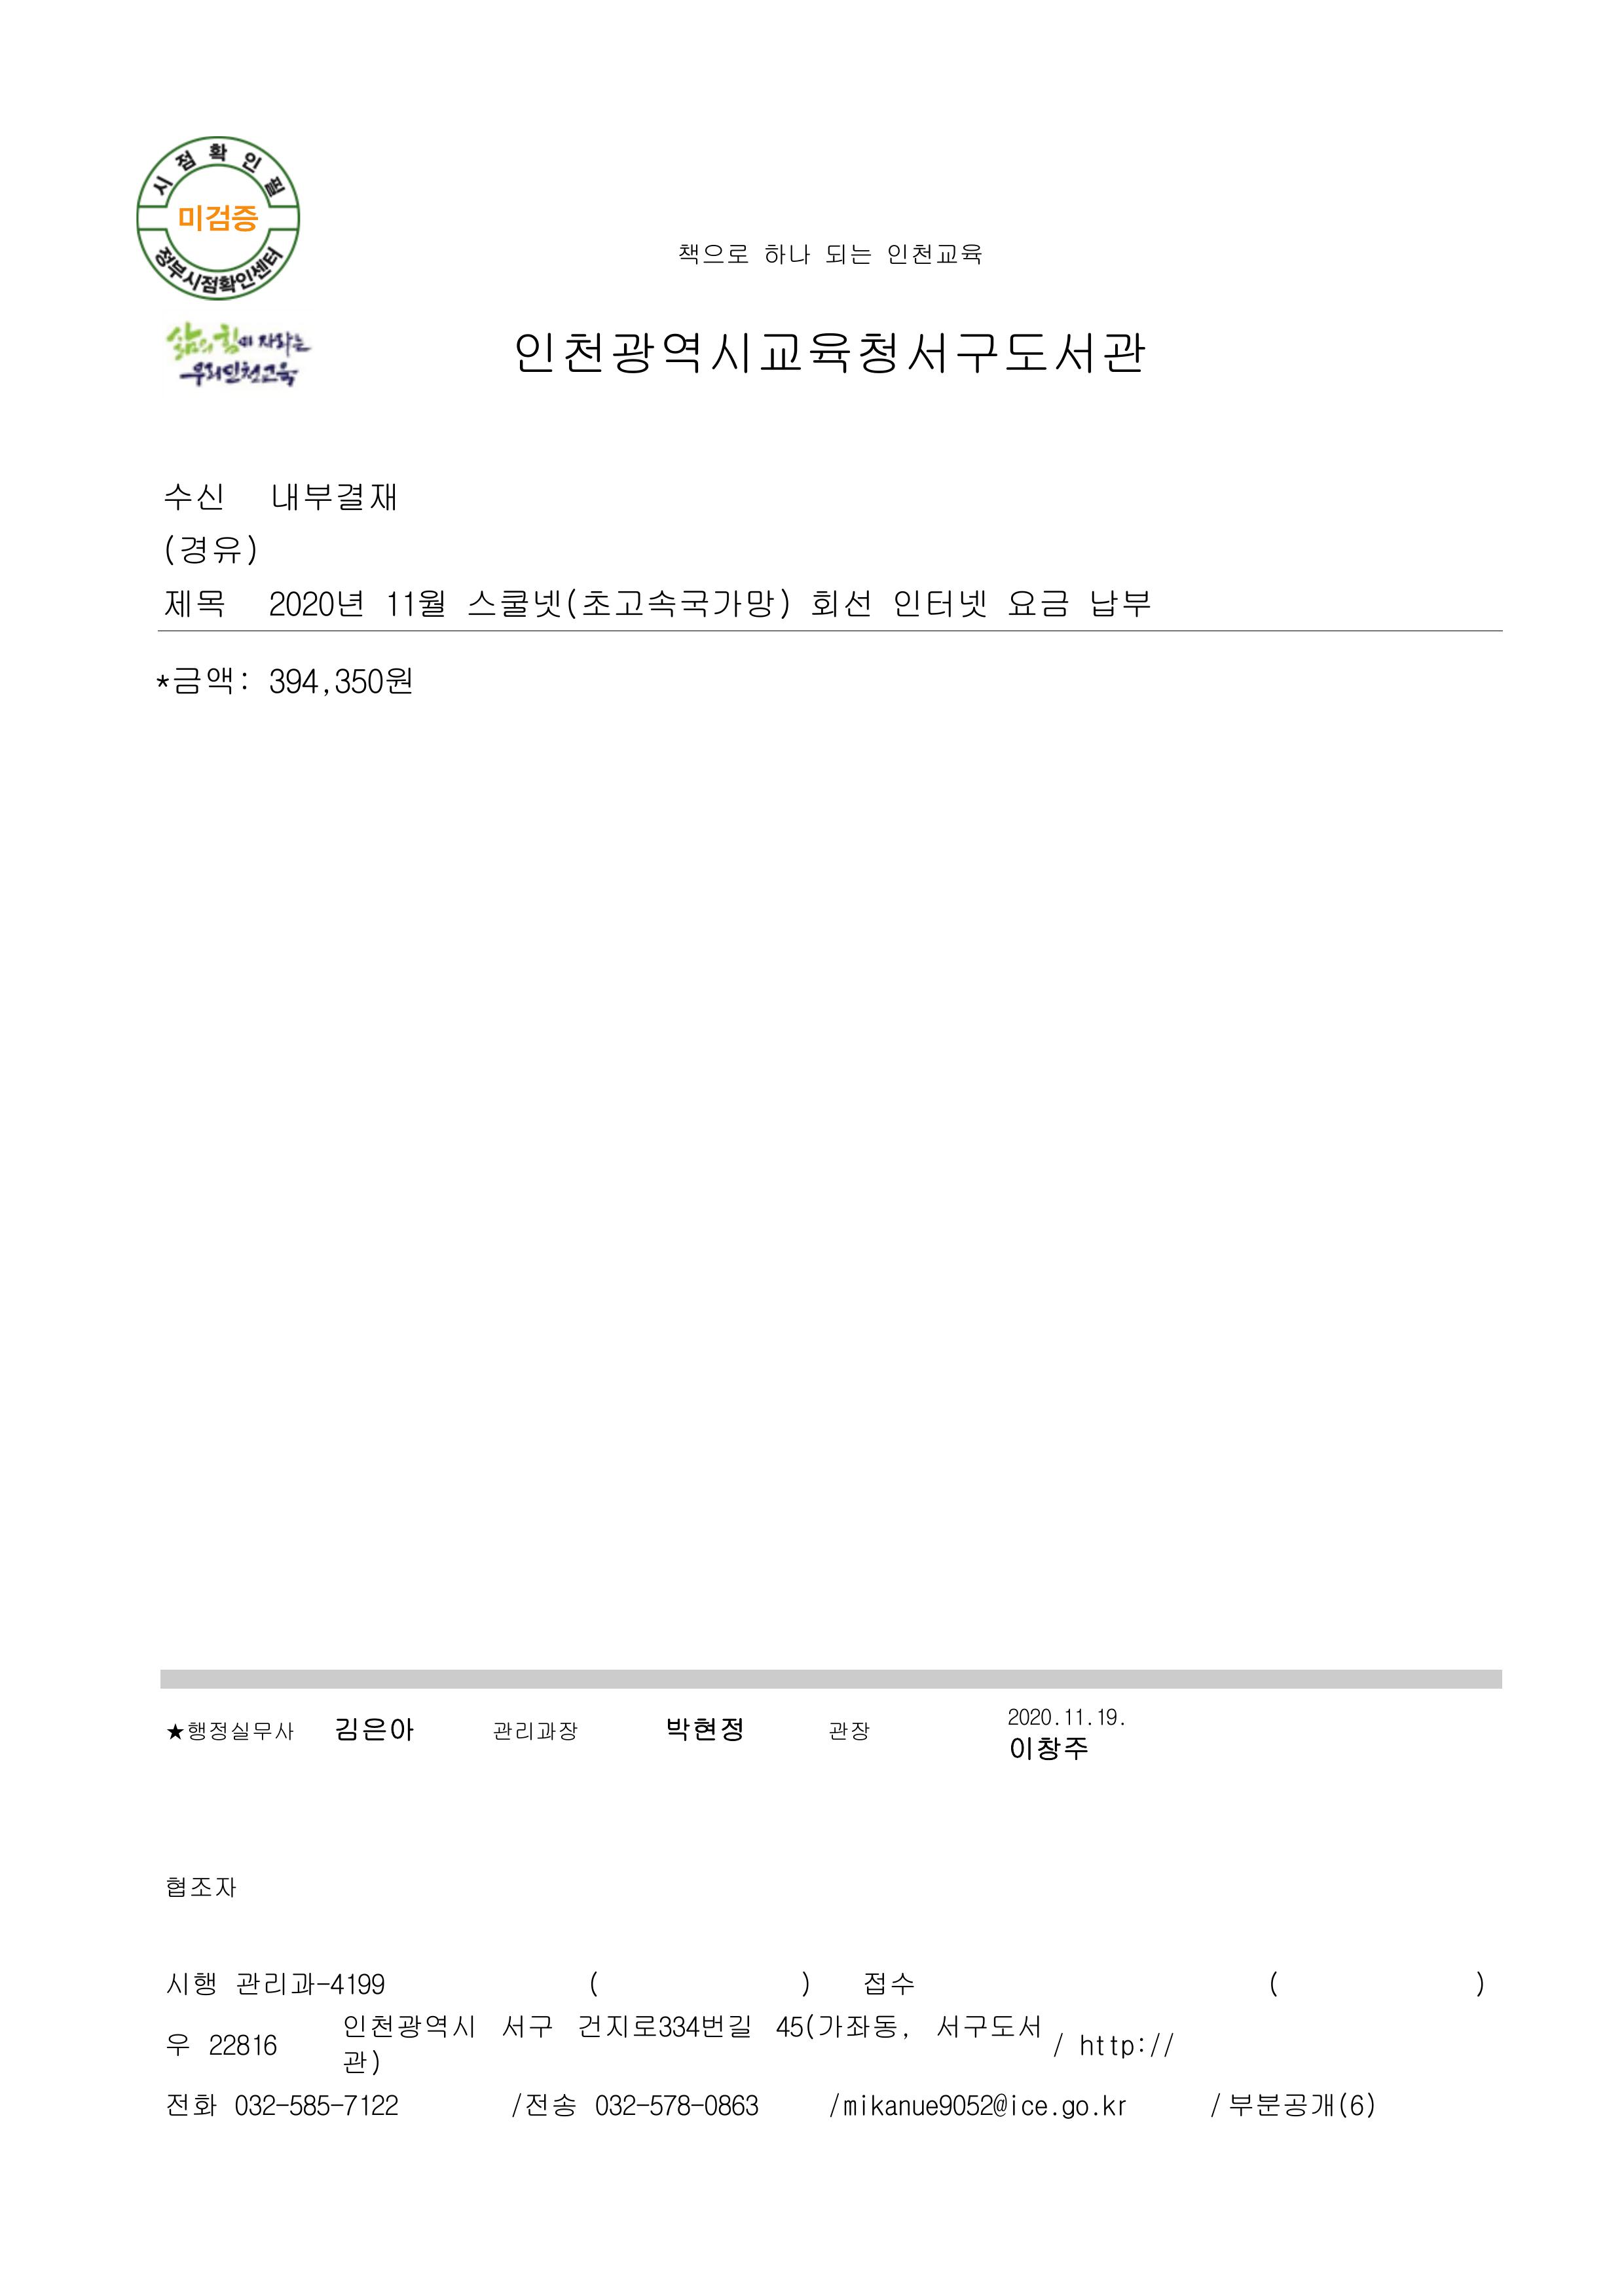 시점확인필
미검증
정부시점확인센터
책으로 하나 되는 인천교육
삶의 힘이 자라는
우리인천교육
인천광역시교육청서구도서관
수신 내부결재
(경유)
제목 2020년 11월 스쿨넷(초고속국가망) 회선 인터넷 요금 납부
*금액: 394,350원
★행정실무사 김은아 관리과장 박현정 관장 2020.11.19.
이창주
협조자
시행 관리과-4199 ( ) 접수 ( )
우 22816 인천광역시 서구 건지로334번길 45(가좌동, 서구도서
관) / http://
전화 032-585-7122 /전송 032-578-0863 /mikanue9052@ice.go.kr / 부분공개(6)